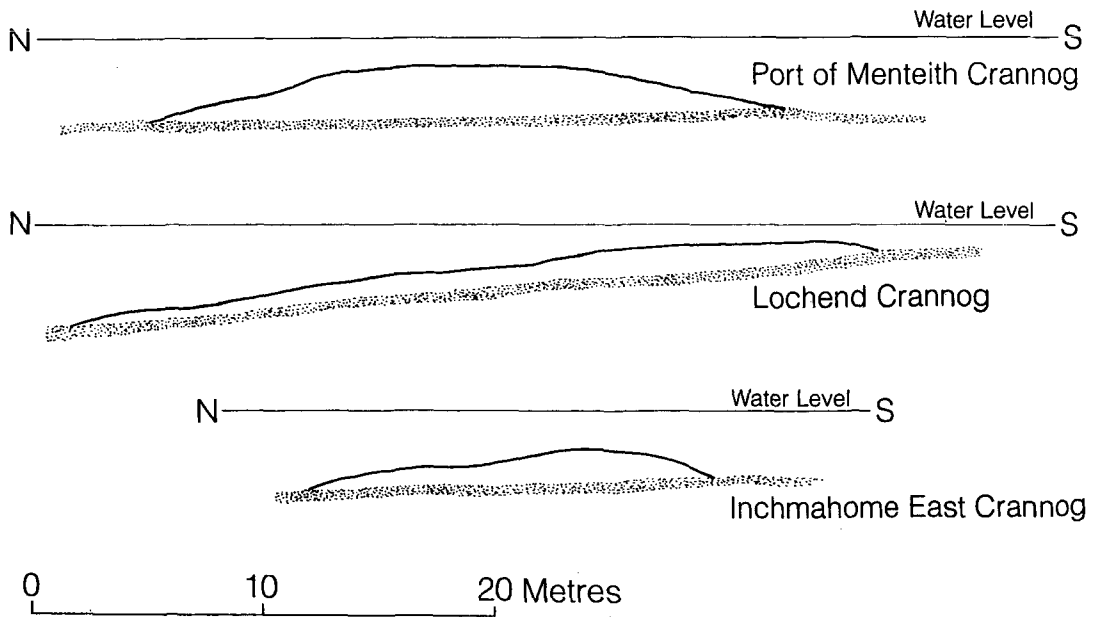 Water Level
N S
Port of Menteith Crannog
Water Level
N S
Lochend Crannog
Water Level
N S
Inchmahome East Crannog
0 10 20 Metres